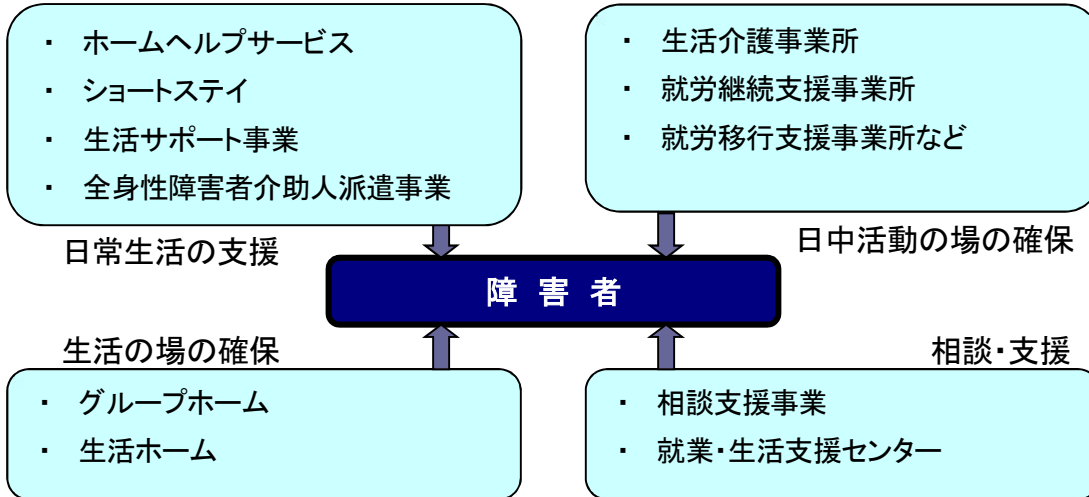 ・ ホームヘルプサービス
・ ショートステイ
・ 生活サポート事業
・ 全身性障害者介助人派遣事業
日常生活の支援
・ 生活介護事業所
・ 就労継続支援事業所
・ 就労移行支援事業所など
日中活動の場の確保
障 害 者
生活の場の確保
・ グループホーム
・ 生活ホーム
相談・支援
・ 相談支援事業
・ 就業・生活支援センター